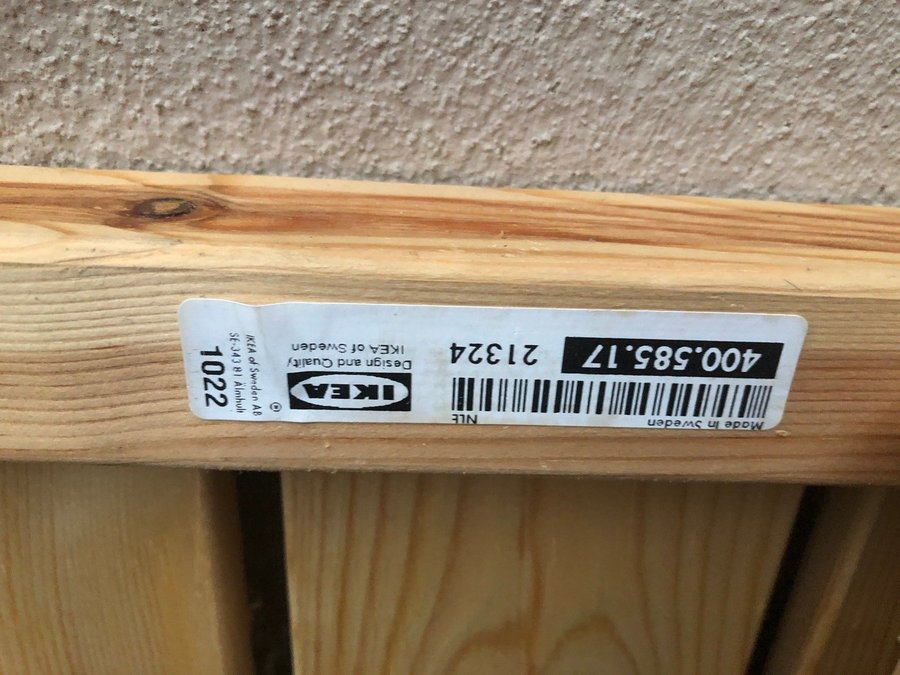 Made in Sweden NLE
400.585.17 21324
IKEA ®
Design and Quality
IKEA of Sweden
IKEA of Sweden AB
SE-343 81 Älmhult
1022